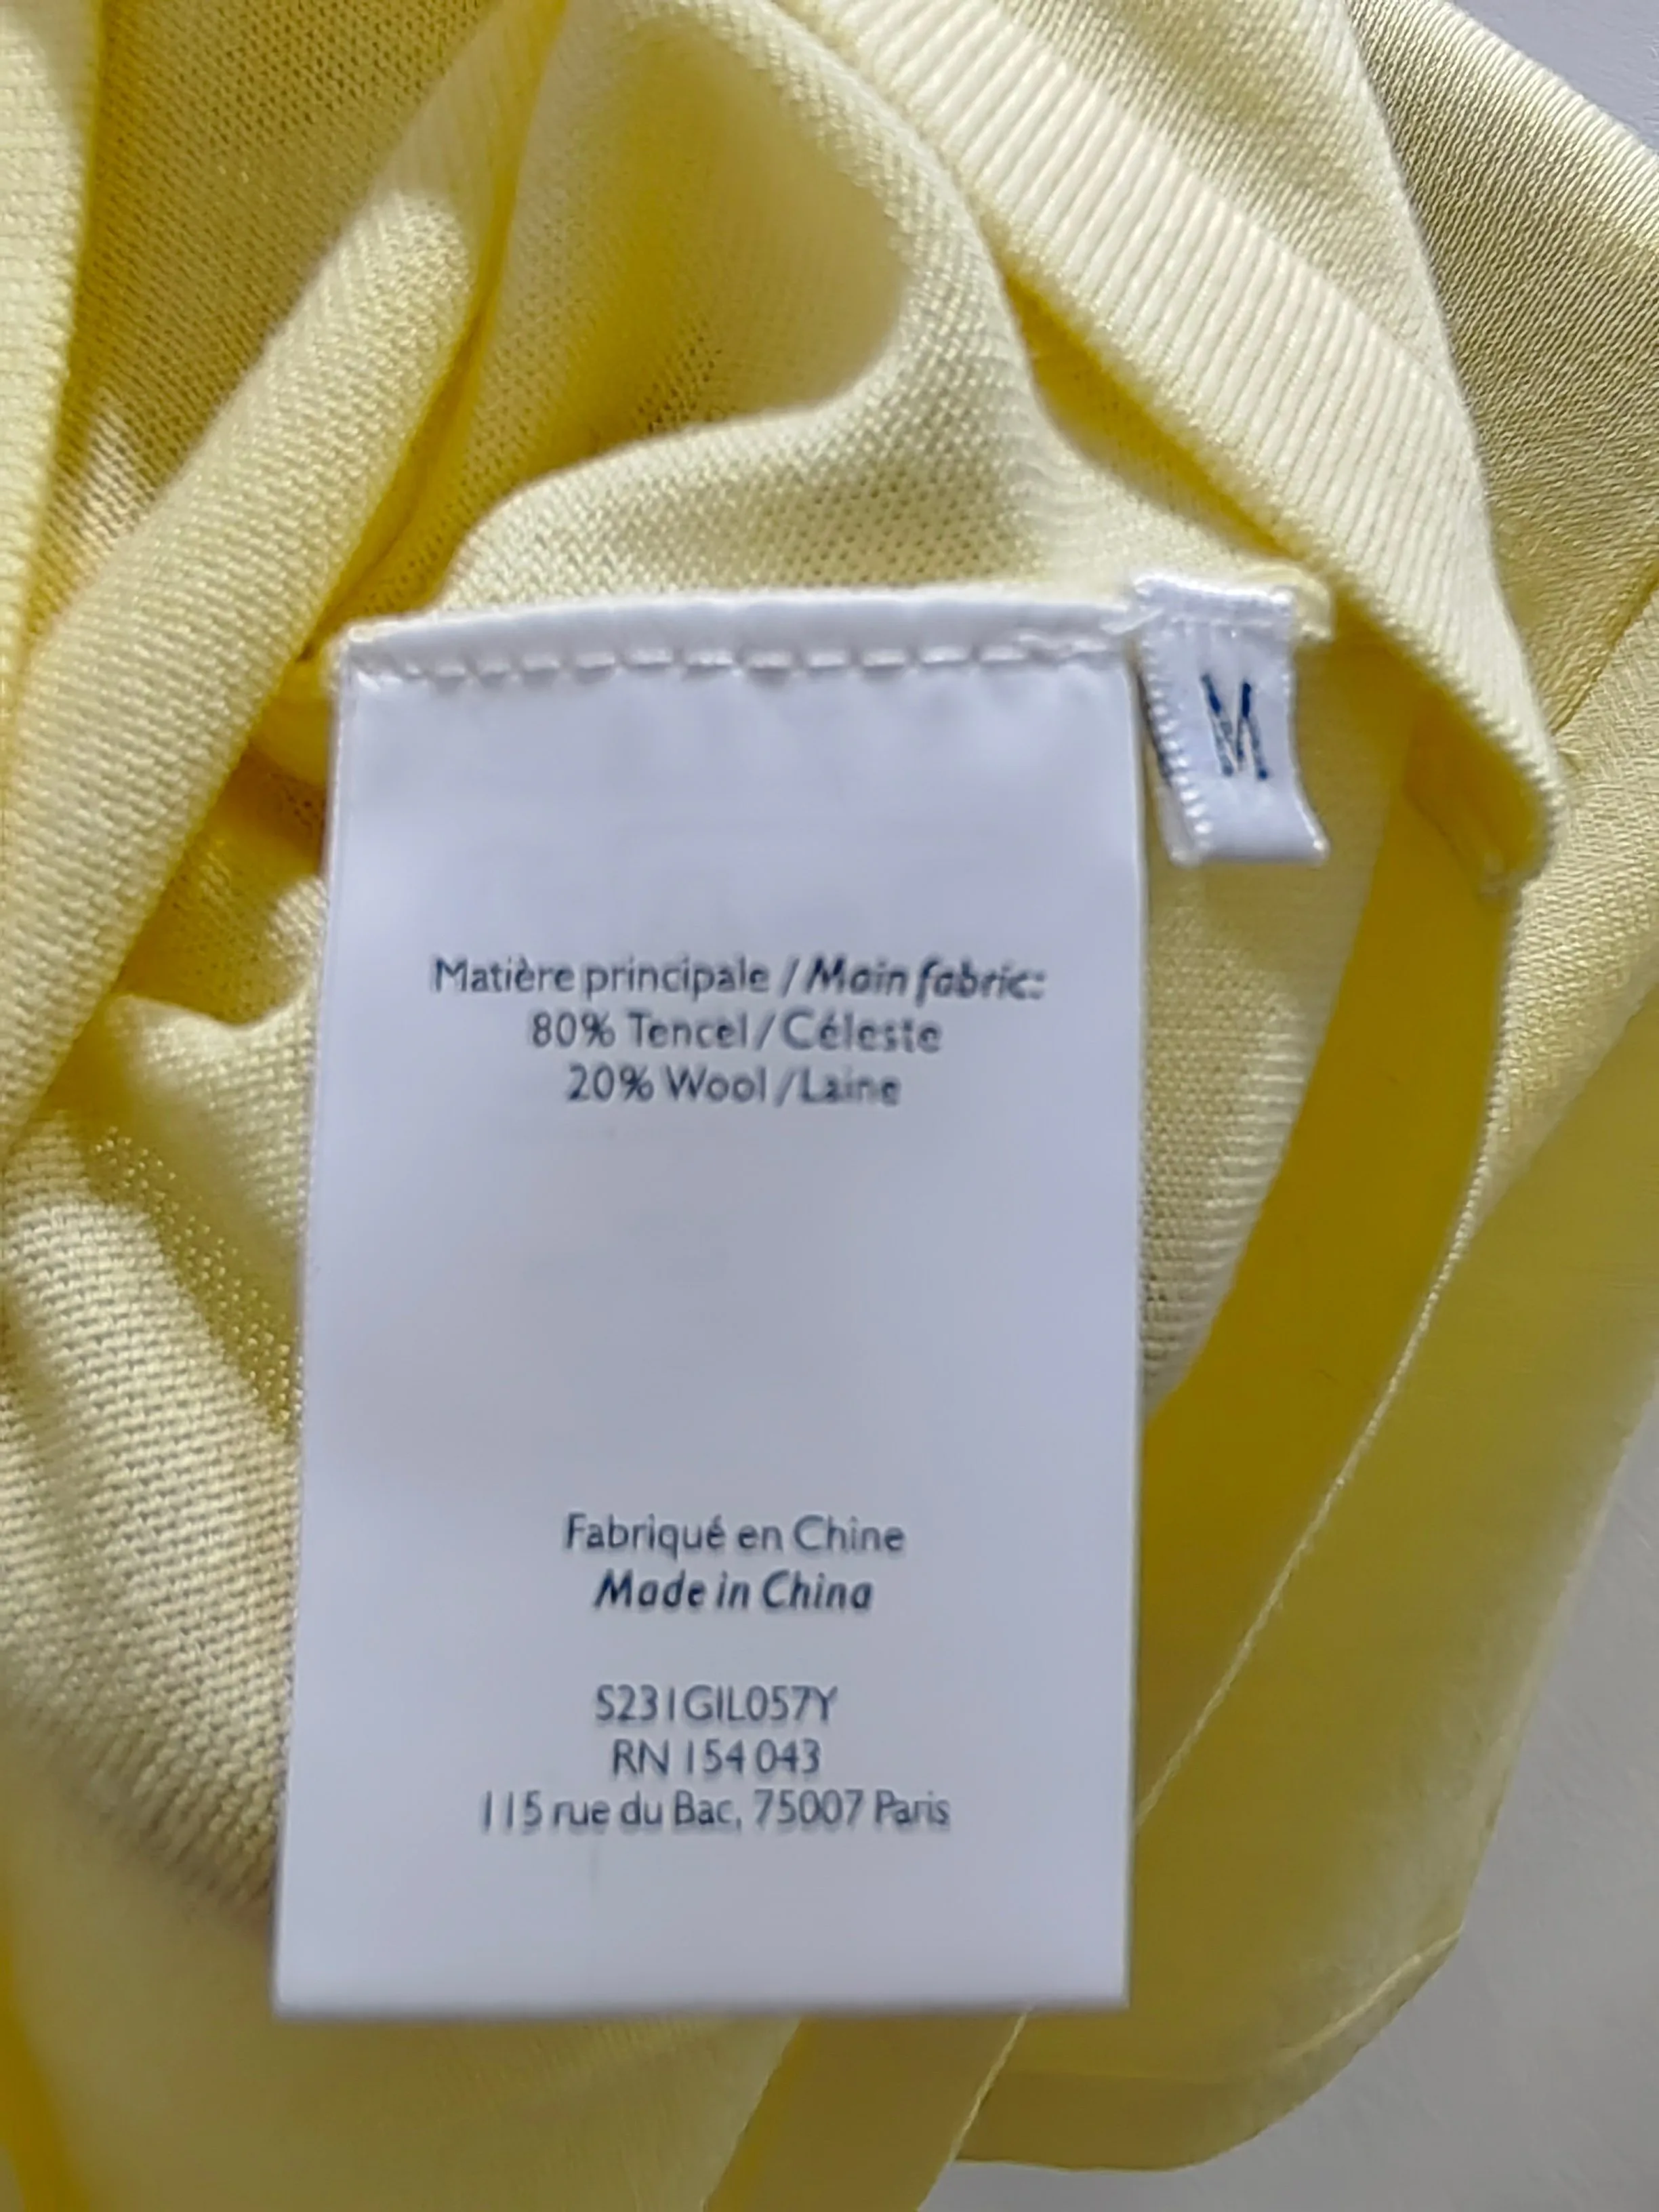 M
Matière principale / Main fabric:
80% Tencel / Céleste
20% Wool / Laine
Fabriqué en Chine
Made in China
S231GIL057Y
RN 154 043
115 rue du Bac, 75007 Paris